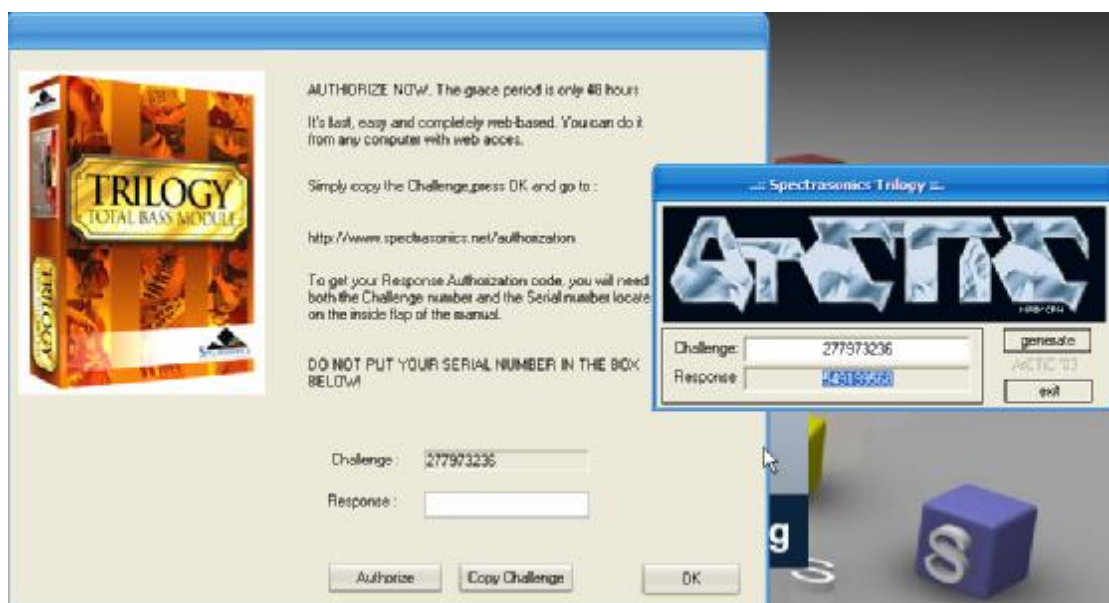 AUTHORIZE NOW. The grace period is only 48 hours
It's fast, easy and completely web-based. You can do it
from any computer with web acces.
Simply copy the Challenge,press OK and go to :
http://www.spectrasonics.net/authorization
To get your Response Authorization code, you will need
both the Challenge number and the Serial number locate
on the inside flap of the manual.
DO NOT PUT YOUR SERIAL NUMBER IN THE BOX
BELOW!
Challenge : 277973236
Response :
Authorize Copy Challenge OK
TRILOGY
TOTAL BASS MODULE
TRILOGY
..:: Spectrasonics Trilogy ::..
ArCTiC
Challenge: 277973236
generate
Response
exit
g
S